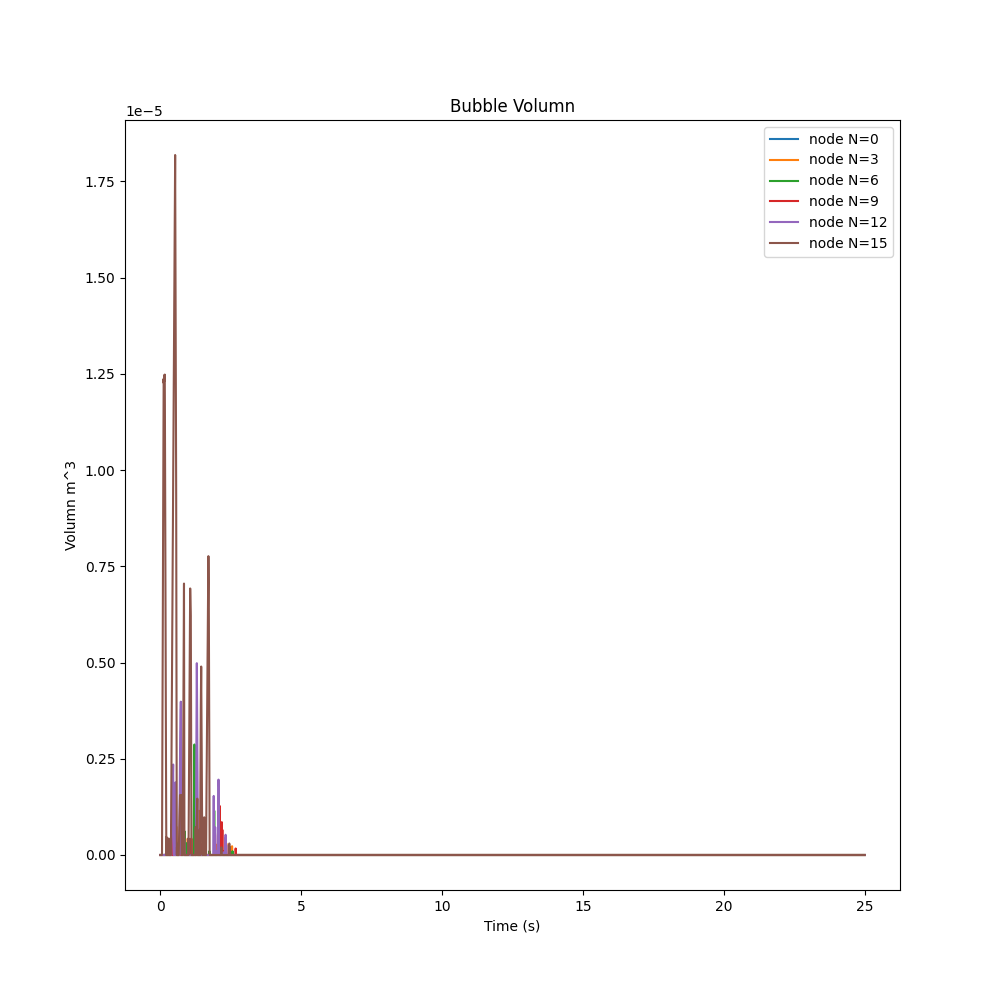 Bubble Volumn
1e−5
1.75
1.50
1.25
1.00
0.75
0.50
0.25
0.00
Volumn m^3
0 5 10 15 20 25
Time (s)
node N=0
node N=3
node N=6
node N=9
node N=12
node N=15